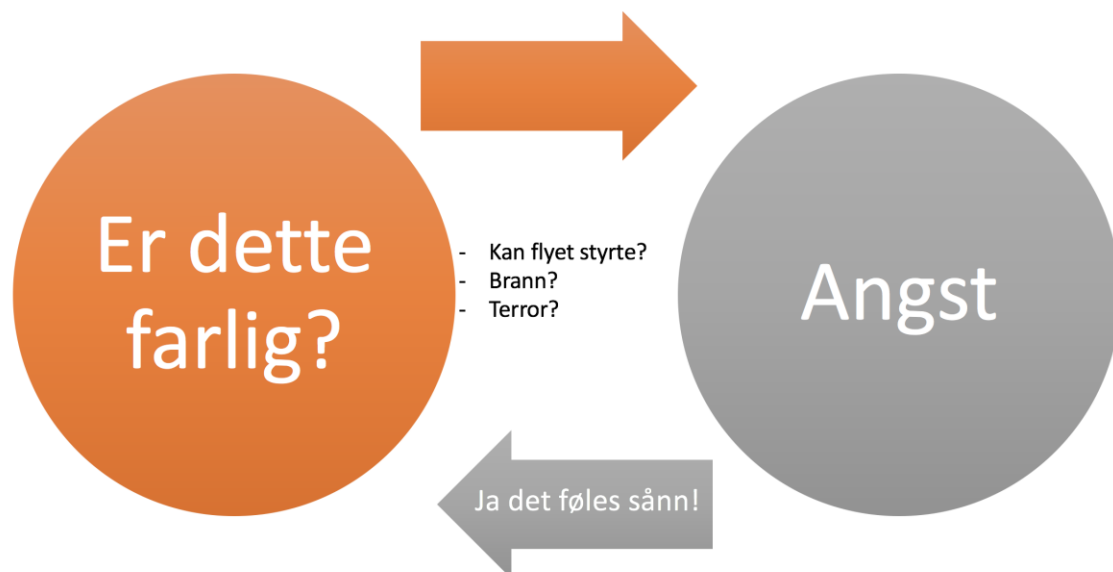 Er dette
farlig?
- Kan flyet styrte?
- Brann?
- Terror?
Angst
Ja det føles sånn!